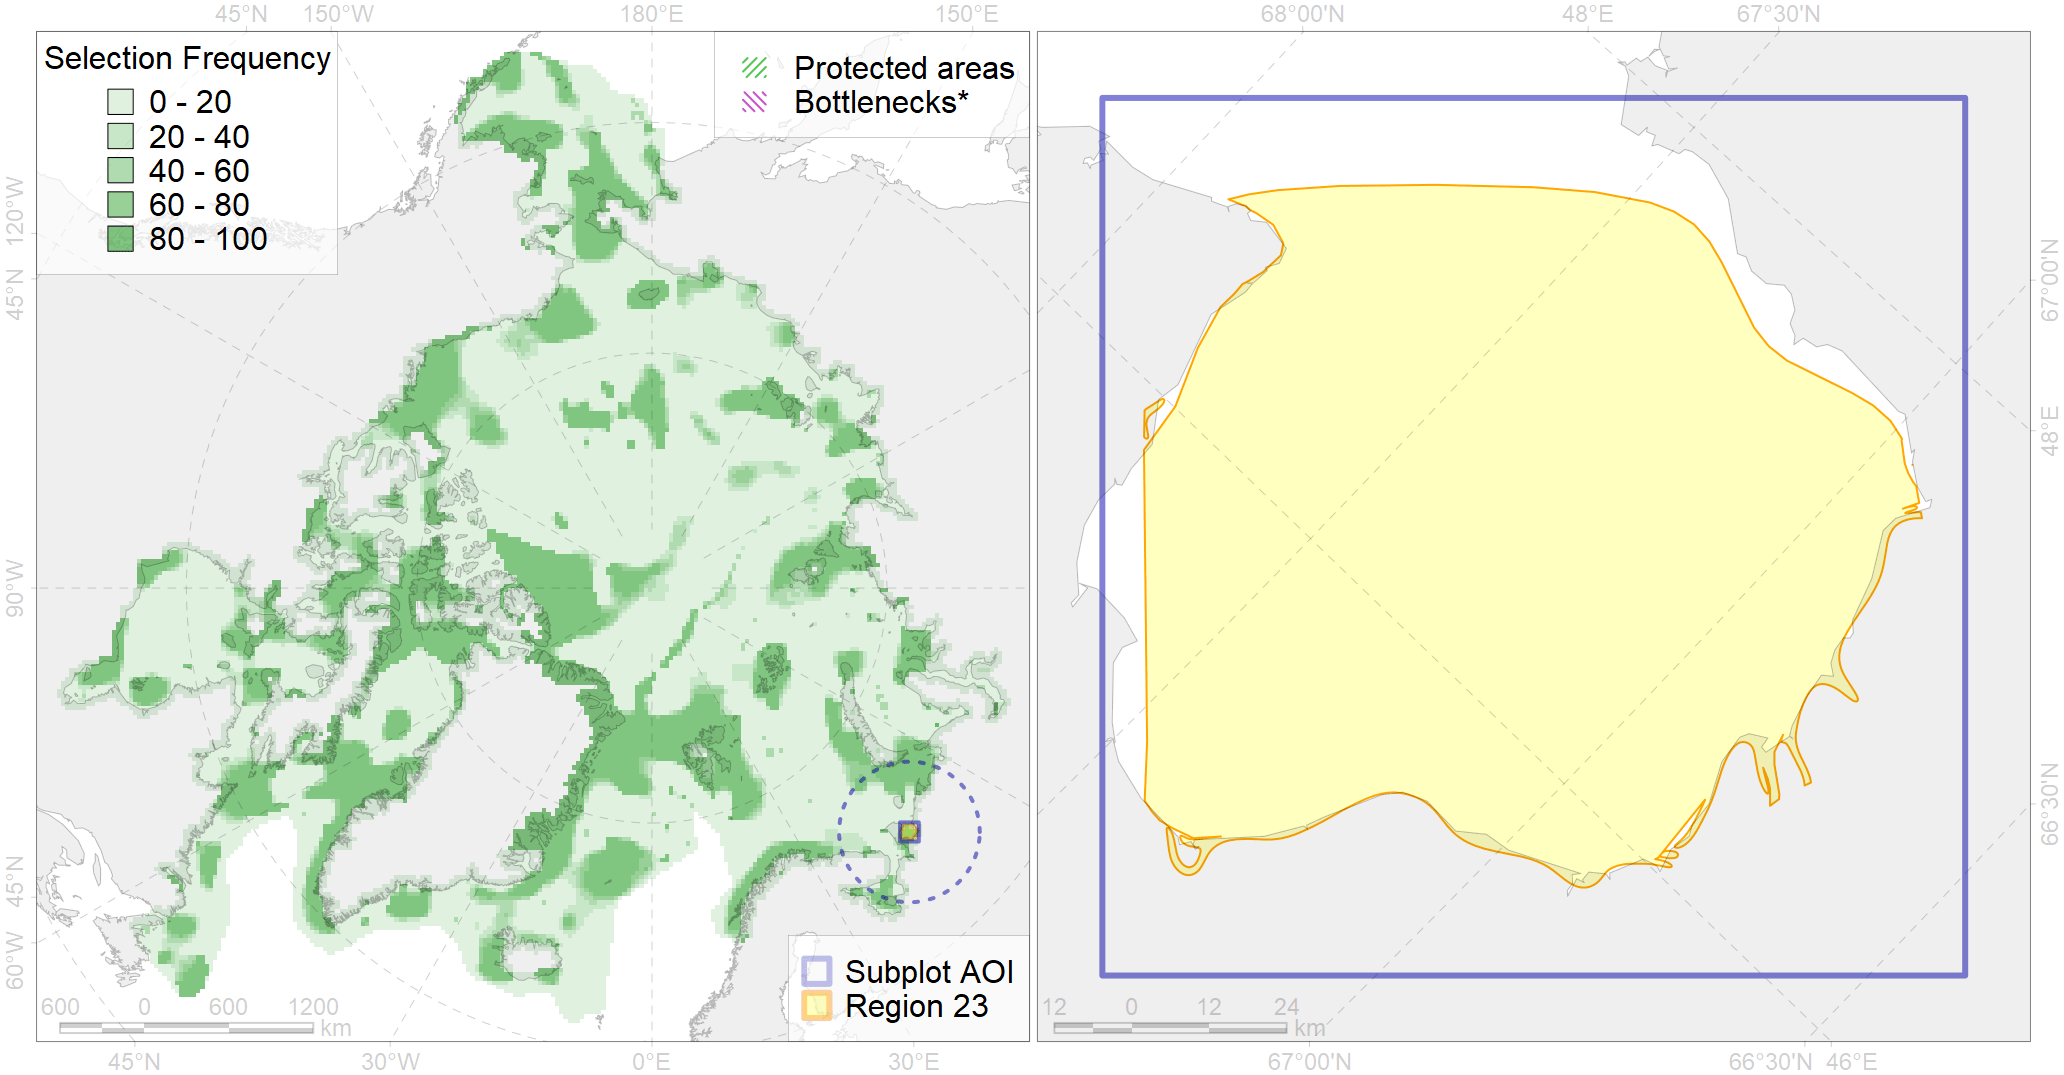 45°N 150°W 180°E 150°E 68°00'N 48°E 67°30'N
Selection Frequency
0 - 20
20 - 40
40 - 60
60 - 80
80 - 100
Protected areas
Bottlenecks*
120°W
45°N
90°W
45°N
60°W
67°00'N
48°E
66°30'N
Subplot AOI
Region 23
600 0 600 1200
km
12 0 12 24
km
45°N 30°W 0°E 30°E 67°00'N 66°30'N 46°E